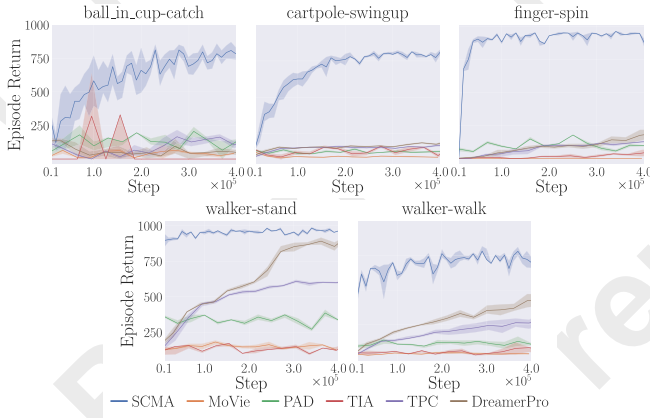 ball_in_cup-catch cartpole-swingup finger-spin
1000
750
500
250
Episode Return
0.1 1.0 2.0 3.0 4.0
0.1 1.0 2.0 3.0 4.0
0.1 1.0 2.0 3.0 4.0
Step ×10⁵ Step ×10⁵ Step ×10⁵
walker-stand walker-walk
1000
750
500
250
Episode Return
0.1 1.0 2.0 3.0 4.0
0.1 1.0 2.0 3.0 4.0
Step ×10⁵ Step ×10⁵
SCMA MoVie PAD TIA TPC DreamerPro